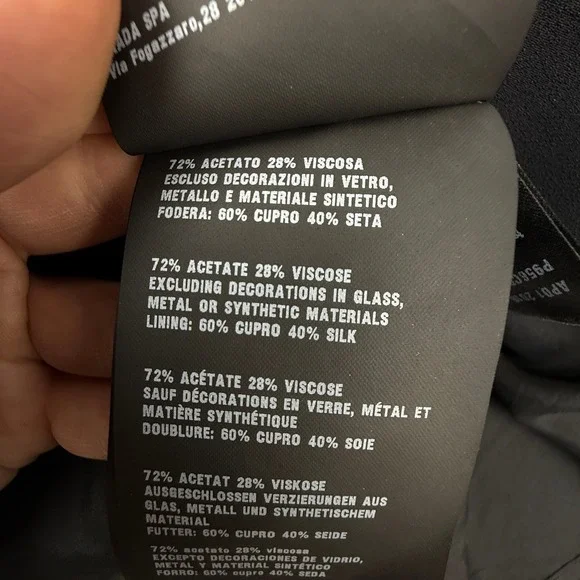 SPA
Via Fogazzaro,28
72% ACETATO 28% VISCOSA
ESCLUSO DECORAZIONI IN VETRO,
METALLO E MATERIALE SINTETICO
FODERA: 60% CUPRO 40% SETA
72% ACETATE 28% VISCOSE
EXCLUDING DECORATIONS IN GLASS,
METAL OR SYNTHETIC MATERIALS
LINING: 60% CUPRO 40% SILK
72% ACÉTATE 28% VISCOSE
SAUF DÉCORATIONS EN VERRE, MÉTAL ET
MATIÈRE SYNTHÉTIQUE
DOUBLURE: 60% CUPRO 40% SOIE
72% ACETAT 28% VISKOSE
AUSGESCHLOSSEN VERZIERUNGEN AUS
GLAS, METALL UND SYNTHETISCHEM
MATERIAL
FUTTER: 60% CUPRO 40% SEIDE
72% acetato 28% viscosa
EXCEPTO DECORACIONES DE VIDRIO,
METAL Y MATERIAL SINTÉTICO
FORRO: 60% CUPRO 40% SEDA